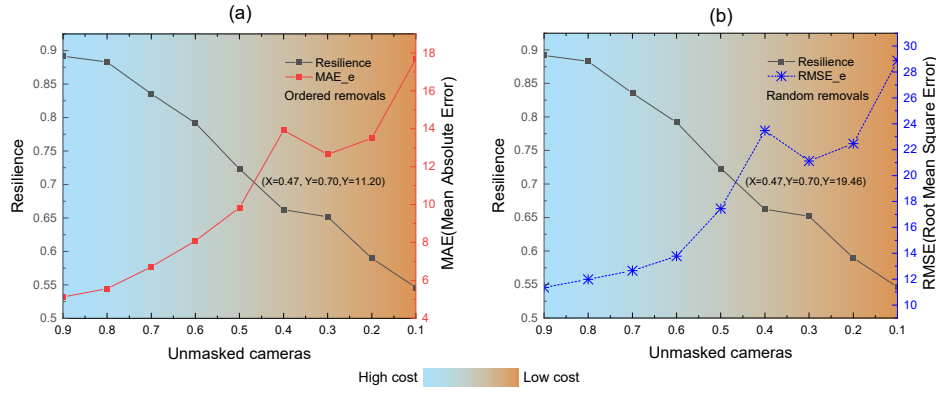 (a)
0.9
0.85
0.8
0.75
0.7
0.65
0.6
0.55
0.5
Resilience
Resilience
MAE_e
Ordered removals
(X=0.47, Y=0.70,Y=11.20)
18
16
14
12
10
8
6
4
MAE(Mean Absolute Error)
0.9 0.8 0.7 0.6 0.5 0.4 0.3 0.2 0.1
Unmasked cameras
(b)
0.9
0.85
0.8
0.75
0.7
0.65
0.6
0.55
0.5
Resilience
Resilience
RMSE_e
Random removals
(X=0.47,Y=0.70,Y=19.46)
30
28
26
24
22
20
18
16
14
12
10
RMSE(Root Mean Square Error)
0.9 0.8 0.7 0.6 0.5 0.4 0.3 0.2 0.1
Unmasked cameras
High cost
Low cost